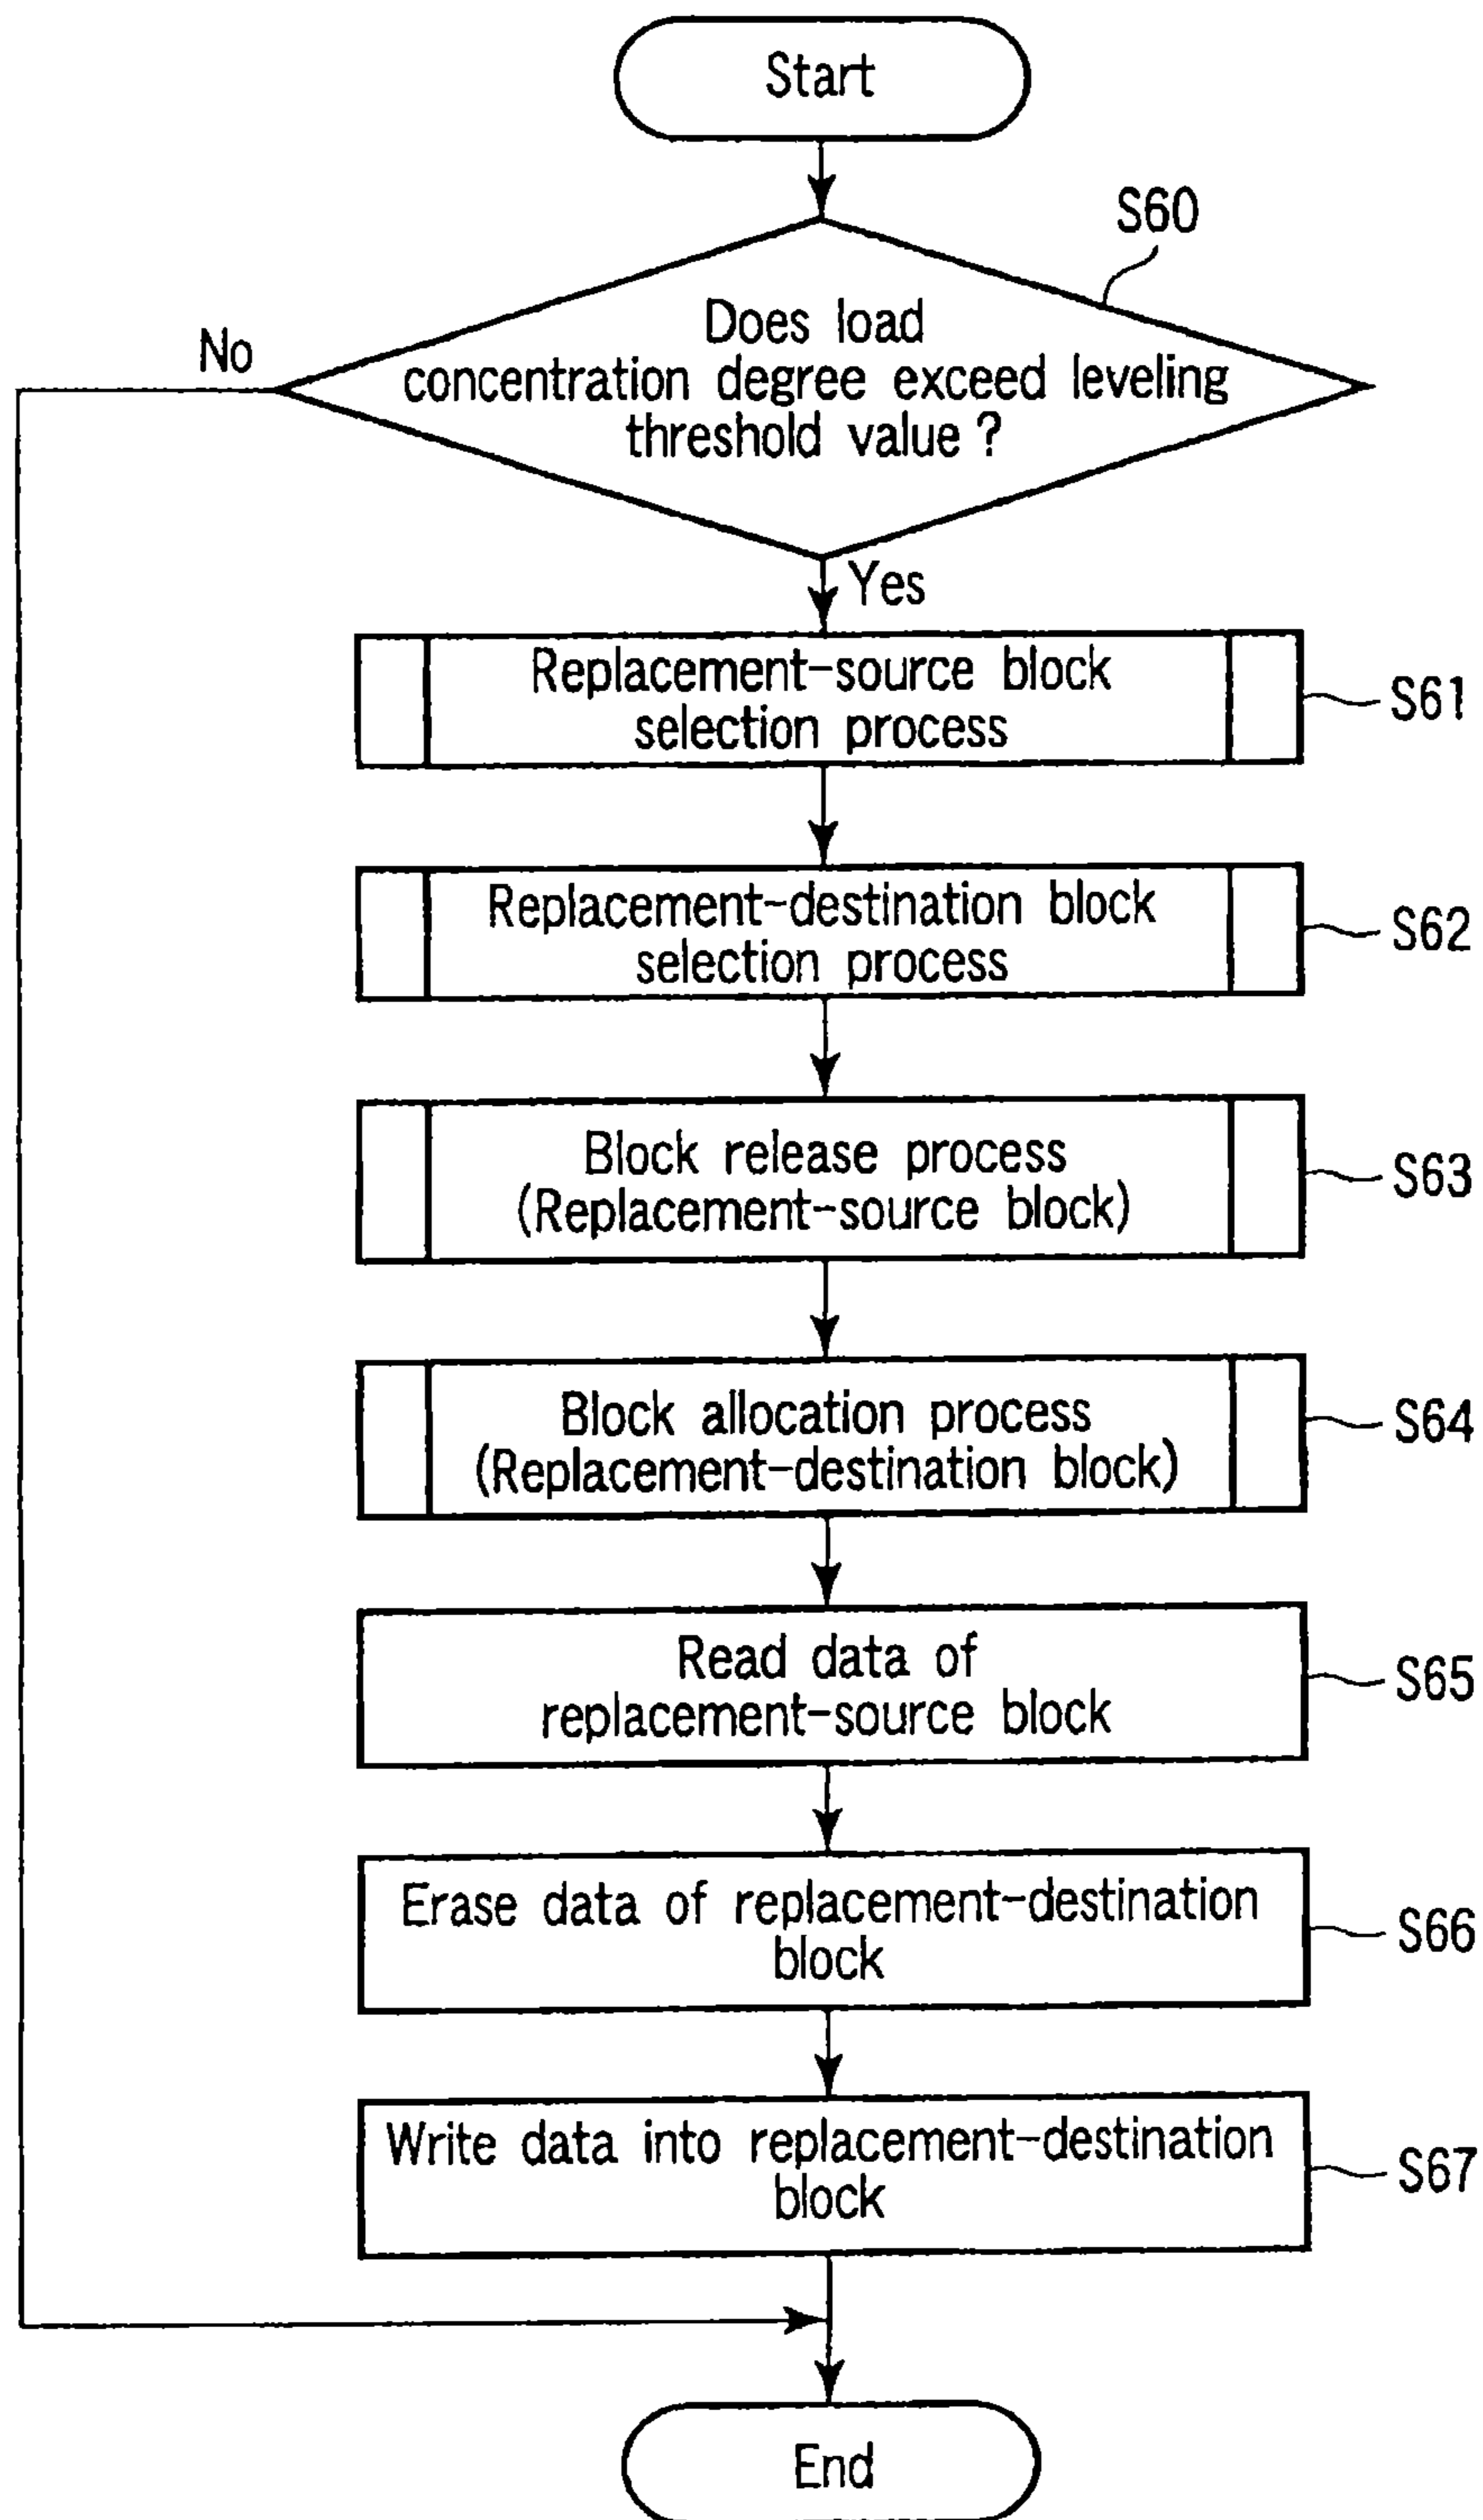 Start
S60
Does load
concentration degree exceed leveling
threshold value ?
No
Yes
Replacement-source block
selection process
S61
Replacement-destination block
selection process
S62
Block release process
(Replacement-source block)
S63
Block allocation process
(Replacement-destination block)
S64
Read data of
replacement-source block
S65
Erase data of replacement-destination
block
S66
Write data into replacement-destination
block
S67
End